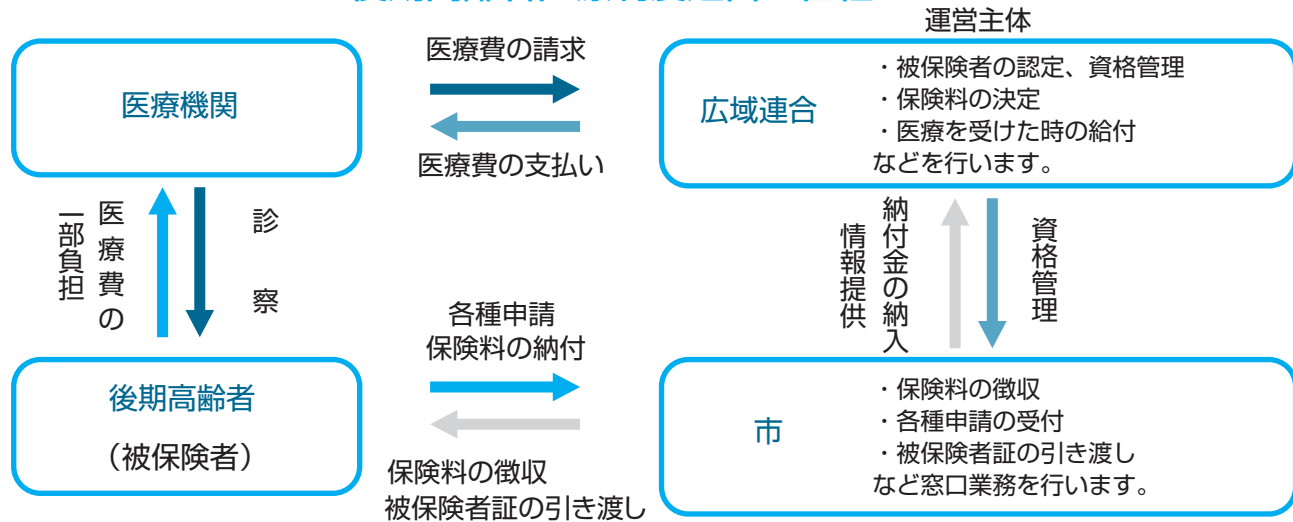 運営主体
医療機関
医療費の請求
医療費の支払い
広域連合
・被保険者の認定、資格管理
・保険料の決定
・医療を受けた時の給付
などを行います。
医療費の
一部負担
診察
納付金の納入
情報提供
資格管理
後期高齢者
（被保険者）
各種申請
保険料の納付
保険料の徴収
被保険者証の引き渡し
市
・保険料の徴収
・各種申請の受付
・被保険者証の引き渡し
など窓口業務を行います。